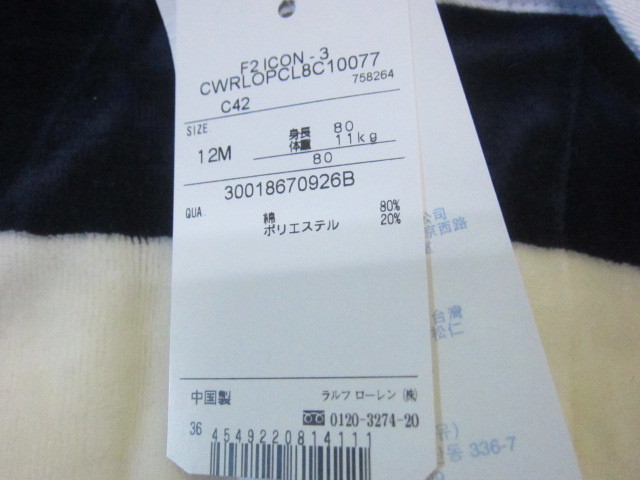 F2 ICON - 3
CWRLOPCL8C10077
758264
C42
SIZE.
12M
身長 80
体重 11kg
80
30018670926B
QUA.
綿 80%
ポリエステル 20%
中国製
ラルフ ローレン (株)
0120-3274-20
36
4549220814111
公司
京西路
台灣
松仁
동 336-7